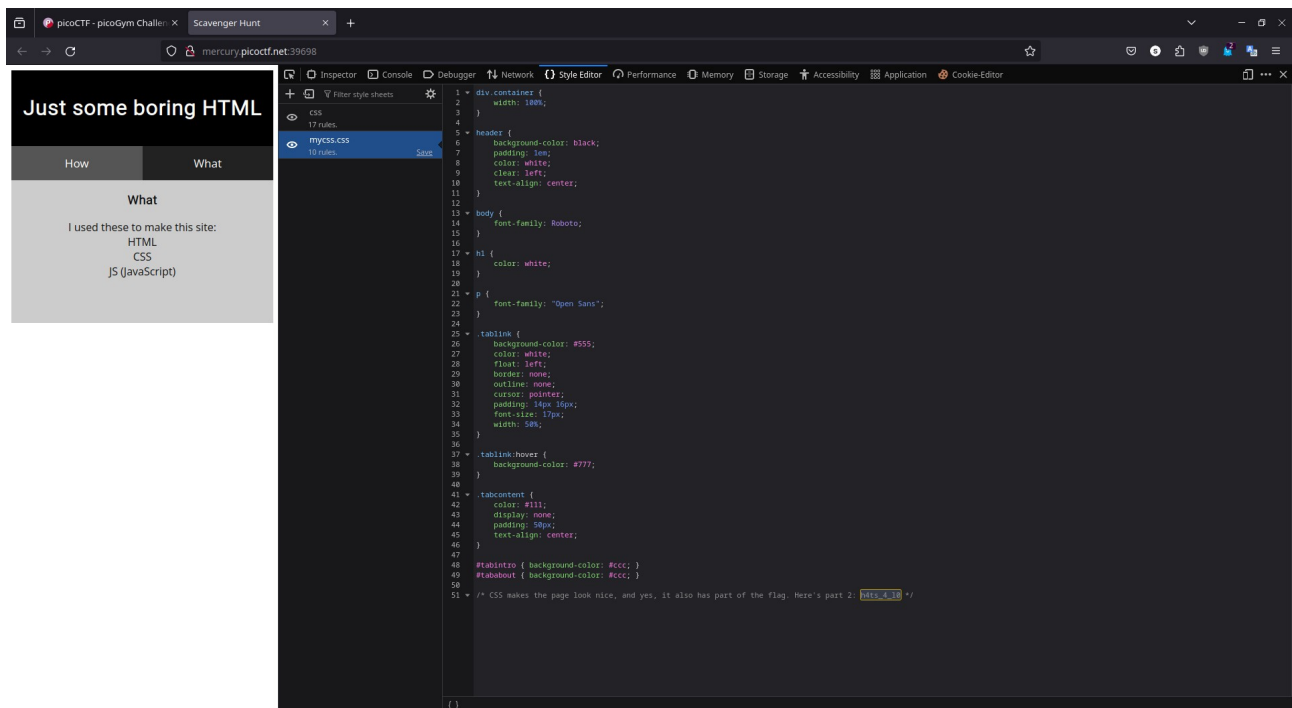 picoCTF - picoGym Challen
Scavenger Hunt
mercury.picoctf.net:39698
2
Inspector Console Debugger Network Style Editor Performance Memory Storage Accessibility Application Cookie-Editor
Just some boring HTML
How What
What
I used these to make this site:
HTML
CSS
JS (JavaScript)
Filter style sheets
css
17 rules.
mycss.css
10 rules. Save
1 div.container {
2 width: 100%;
3 }
4
5 header {
6 background-color: black;
7 padding: 1em;
8 color: white;
9 clear: left;
10 text-align: center;
11 }
12
13 body {
14 font-family: Roboto;
15 }
16
17 h1 {
18 color: white;
19 }
20
21 p {
22 font-family: "Open Sans";
23 }
24
25 .tablink {
26 background-color: #555;
27 color: white;
28 float: left;
29 border: none;
30 outline: none;
31 cursor: pointer;
32 padding: 14px 16px;
33 font-size: 17px;
34 width: 50%;
35 }
36
37 .tablink:hover {
38 background-color: #777;
39 }
40
41 .tabcontent {
42 color: #111;
43 display: none;
44 padding: 50px;
45 text-align: center;
46 }
47
48 #tabintro { background-color: #ccc; }
49 #tababout { background-color: #ccc; }
50
51 /* CSS makes the page look nice, and yes, it also has part of the flag. Here's part 2: h4ts_4_l0 */
{ }